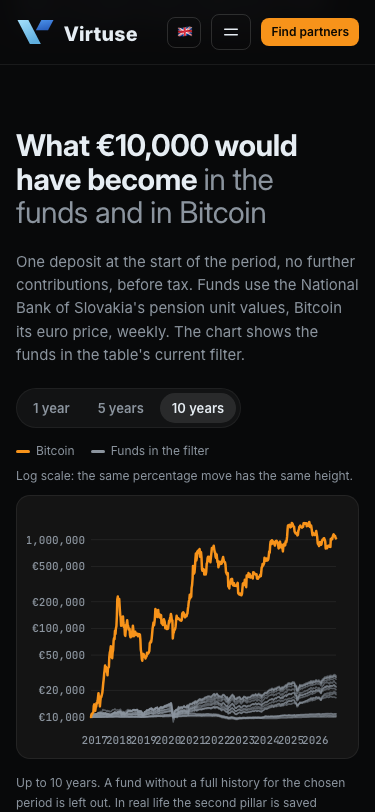 Virtuse
Find partners
What €10,000 would
have become in the
funds and in Bitcoin
One deposit at the start of the period, no further
contributions, before tax. Funds use the National
Bank of Slovakia's pension unit values, Bitcoin
its euro price, weekly. The chart shows the
funds in the table's current filter.
1 year 5 years 10 years
Bitcoin Funds in the filter
Log scale: the same percentage move has the same height.
1,000,000
€500,000
€200,000
€100,000
€50,000
€20,000
€10,000
2017 2018 2019 2020 2021 2022 2023 2024 2025 2026
Up to 10 years. A fund without a full history for the chosen
period is left out. In real life the second pillar is saved